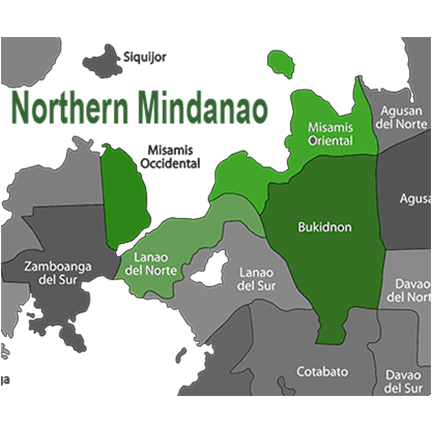 Siquijor
Northern Mindanao
Agusan
del Norte
Misamis
Oriental
Misamis
Occidental
Agusa
Bukidnon
Lanao
del Norte
Zamboanga
del Sur
Lanao
del Sur
Davao
del Nort
Cotabato
Davao
del Sur
ga